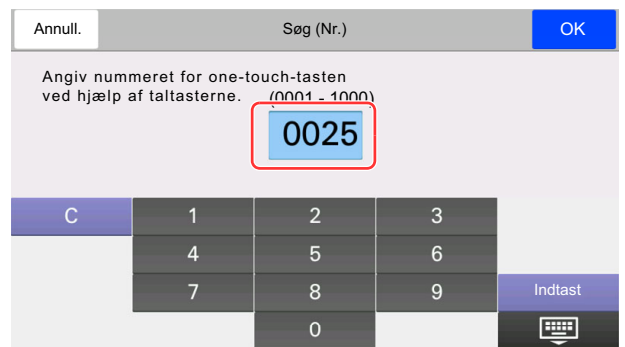 Annull. Søg (Nr.) OK
Angiv nummeret for one-touch-tasten
ved hjælp af taltasterne. (0001 - 1000)
0025
C 1 2 3
4 5 6
7 8 9 Indtast
0